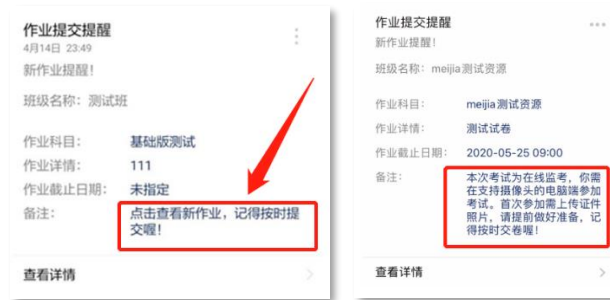 作业提交提醒
4月14日 23:49
新作业提醒！
班级名称：测试班
作业科目：基础版测试
作业详情：111
作业截止日期：未指定
备注：点击查看新作业，记得按时提
交喔！
查看详情
作业提交提醒
新作业提醒！
班级名称：meijia测试资源
作业科目：meijia测试资源
作业详情：测试试卷
作业截止日期：2020-05-25 09:00
备注：本次考试为在线监考，你需
在支持摄像头的电脑端参加
考试。首次参加需上传证件
照片，请提前做好准备，记
得按时交卷喔！
查看详情